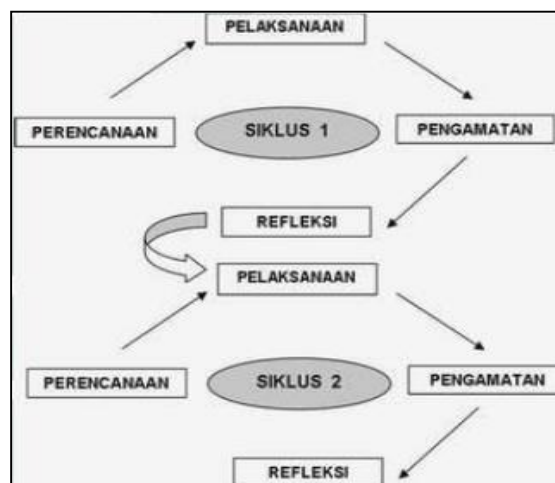 PELAKSANAAN
PERENCANAAN
SIKLUS 1
PENGAMATAN
REFLEKSI
PELAKSANAAN
PERENCANAAN
SIKLUS 2
PENGAMATAN
REFLEKSI